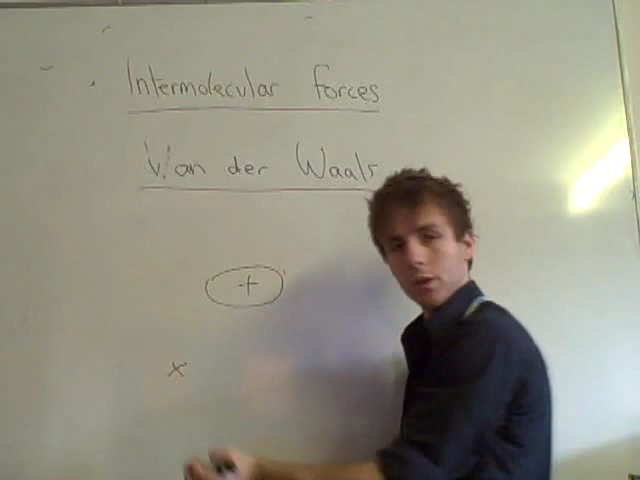 Intermolecular forces
Van der Waals
+
x